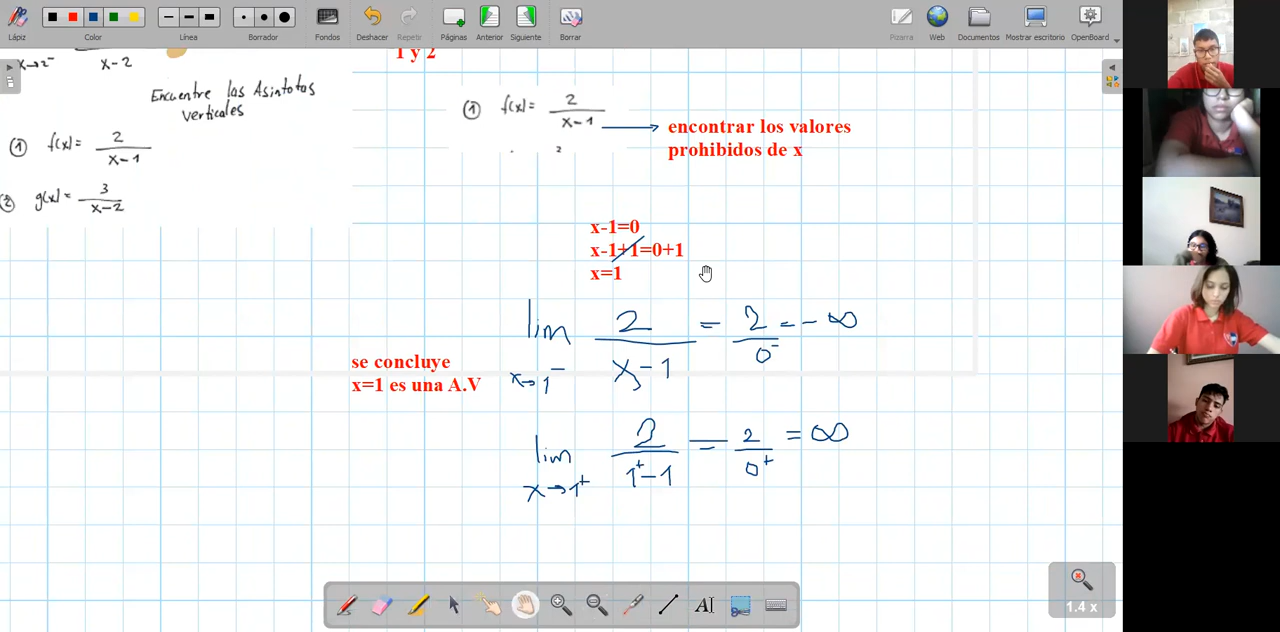 Lápiz
Color
Línea
Borrador
Fondos
Deshacer
Repetir
Páginas
Anterior
Siguiente
Borrar
Pizarra
Web
Documentos
Mostrar escritorio
OpenBoard
x→2⁻ x-2
Encuentre las Asíntotas
verticales
① f(x)= 2/(x-1)
② g(x)= 3/(x-2)
1 y 2
① f(x)= 2/(x-1)
encontrar los valores
prohibidos de x
x-1=0
x-1+1=0+1
x=1
lim x→1⁻ 2/(x-1) = 2/0⁻ = -∞
se concluye
x=1 es una A.V
lim x→1⁺ 2/(1⁺-1) = 2/0⁺ = ∞
1.4 x